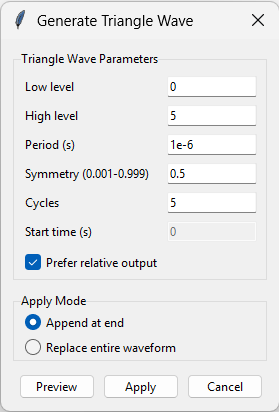 Generate Triangle Wave
Triangle Wave Parameters
Low level 0
High level 5
Period (s) 1e-6
Symmetry (0.001-0.999) 0.5
Cycles 5
Start time (s) 0
Prefer relative output
Apply Mode
Append at end
Replace entire waveform
Preview Apply Cancel